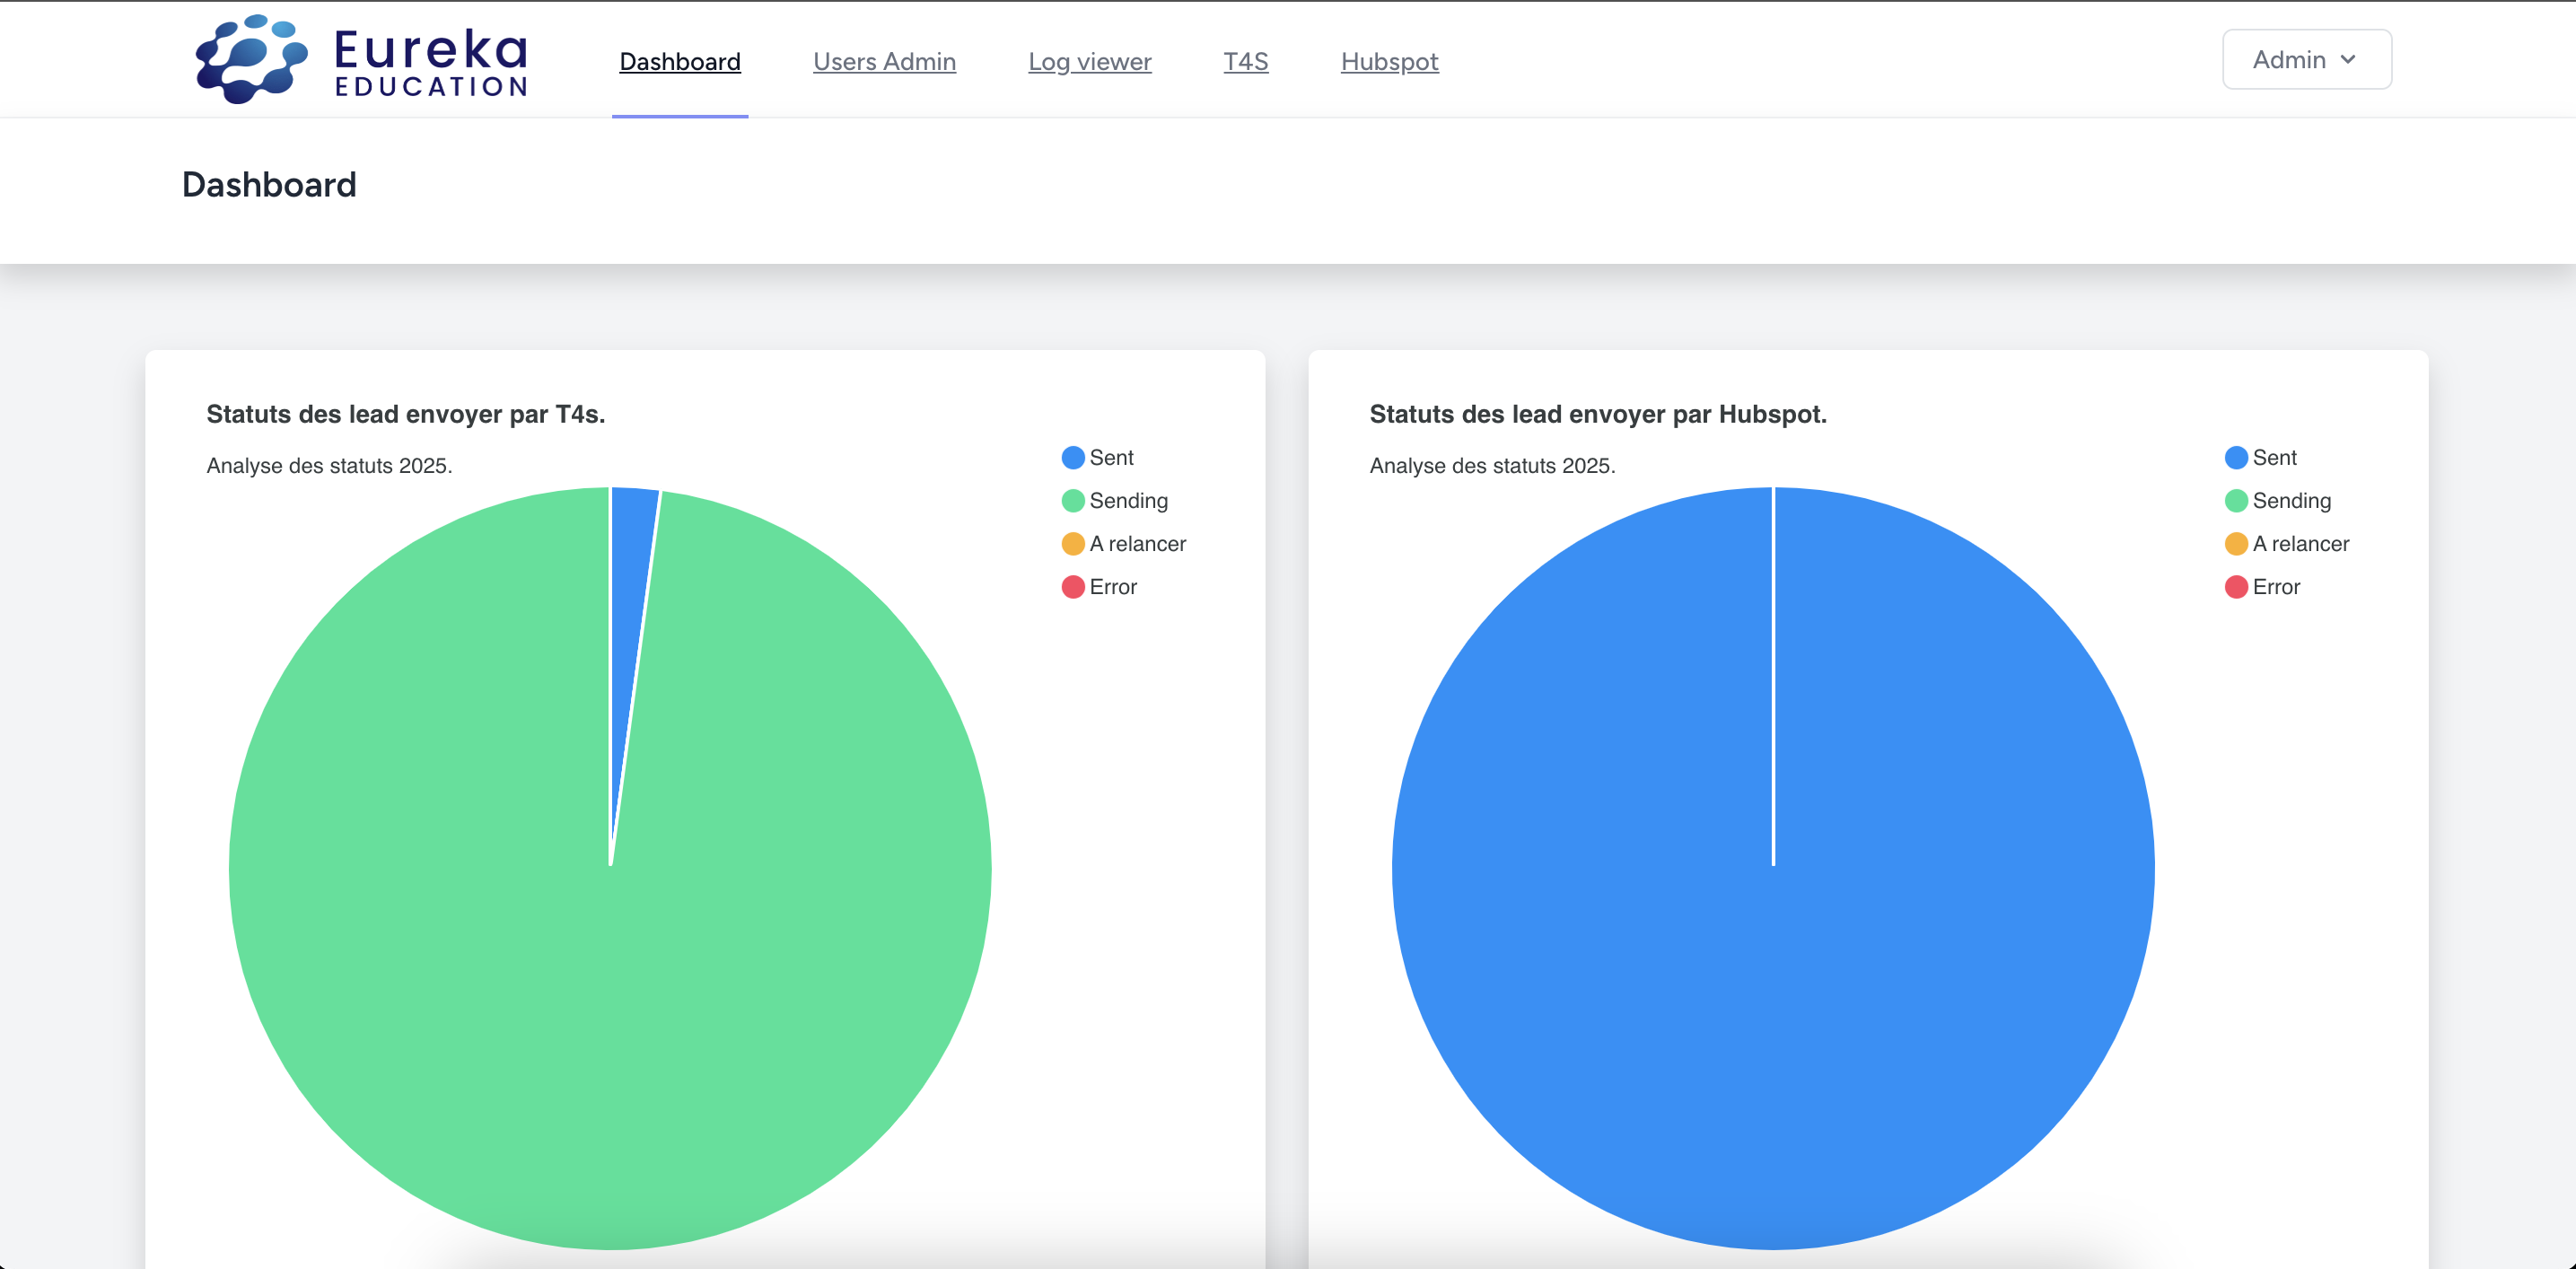 Eureka
EDUCATION
Dashboard
Users Admin
Log viewer
T4S
Hubspot
Admin
Dashboard
Statuts des lead envoyer par T4s.
Analyse des statuts 2025.
Sent
Sending
A relancer
Error
Statuts des lead envoyer par Hubspot.
Analyse des statuts 2025.
Sent
Sending
A relancer
Error